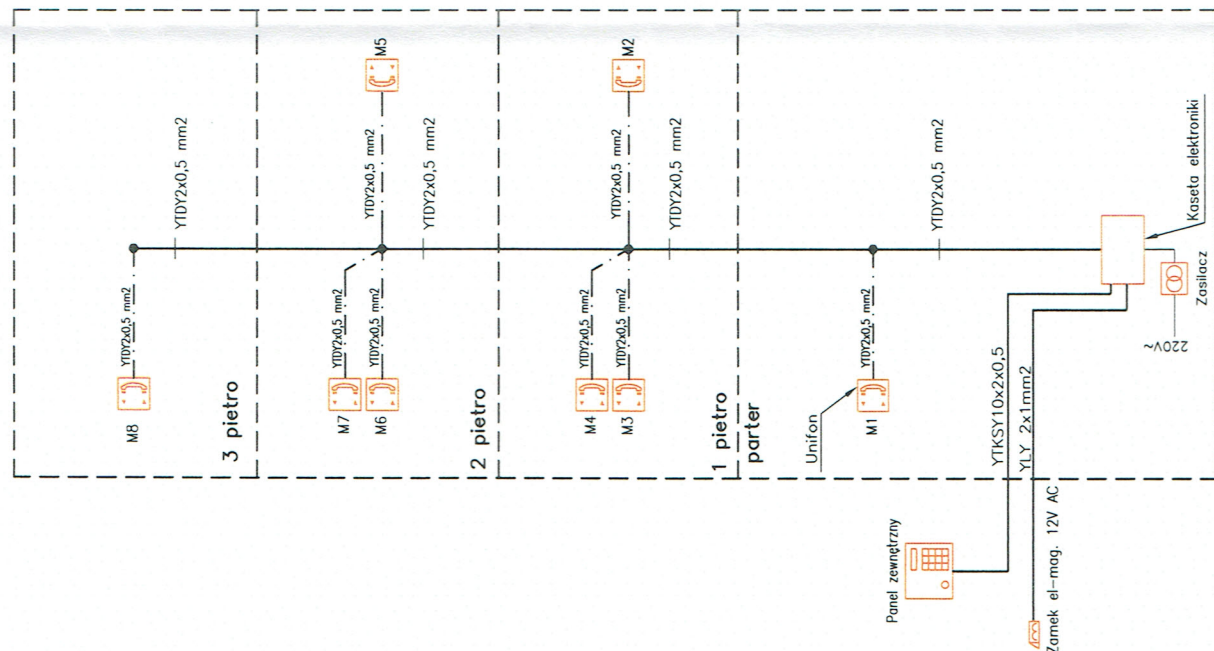 M5
M2
YTDY2x0,5 mm2
YTDY2x0,5 mm2
YTDY2x0,5 mm2
YTDY2x0,5 mm2
YTDY2x0,5 mm2
YTDY2x0,5 mm2
Kaseta elektroniki
Zasilacz
220V~
YTDY2x0,5 mm2
YTDY2x0,5 mm2
YTDY2x0,5 mm2
YTDY2x0,5 mm2
YTDY2x0,5 mm2
YTDY2x0,5 mm2
M8
M7
M6
M4
M3
M1
Unifon
3 pietro
2 pietro
1 pietro
parter
YTKSY10x2x0,5
YLY 2x1mm2
Panel zewnętrzny
Zamek el-mag. 12V AC